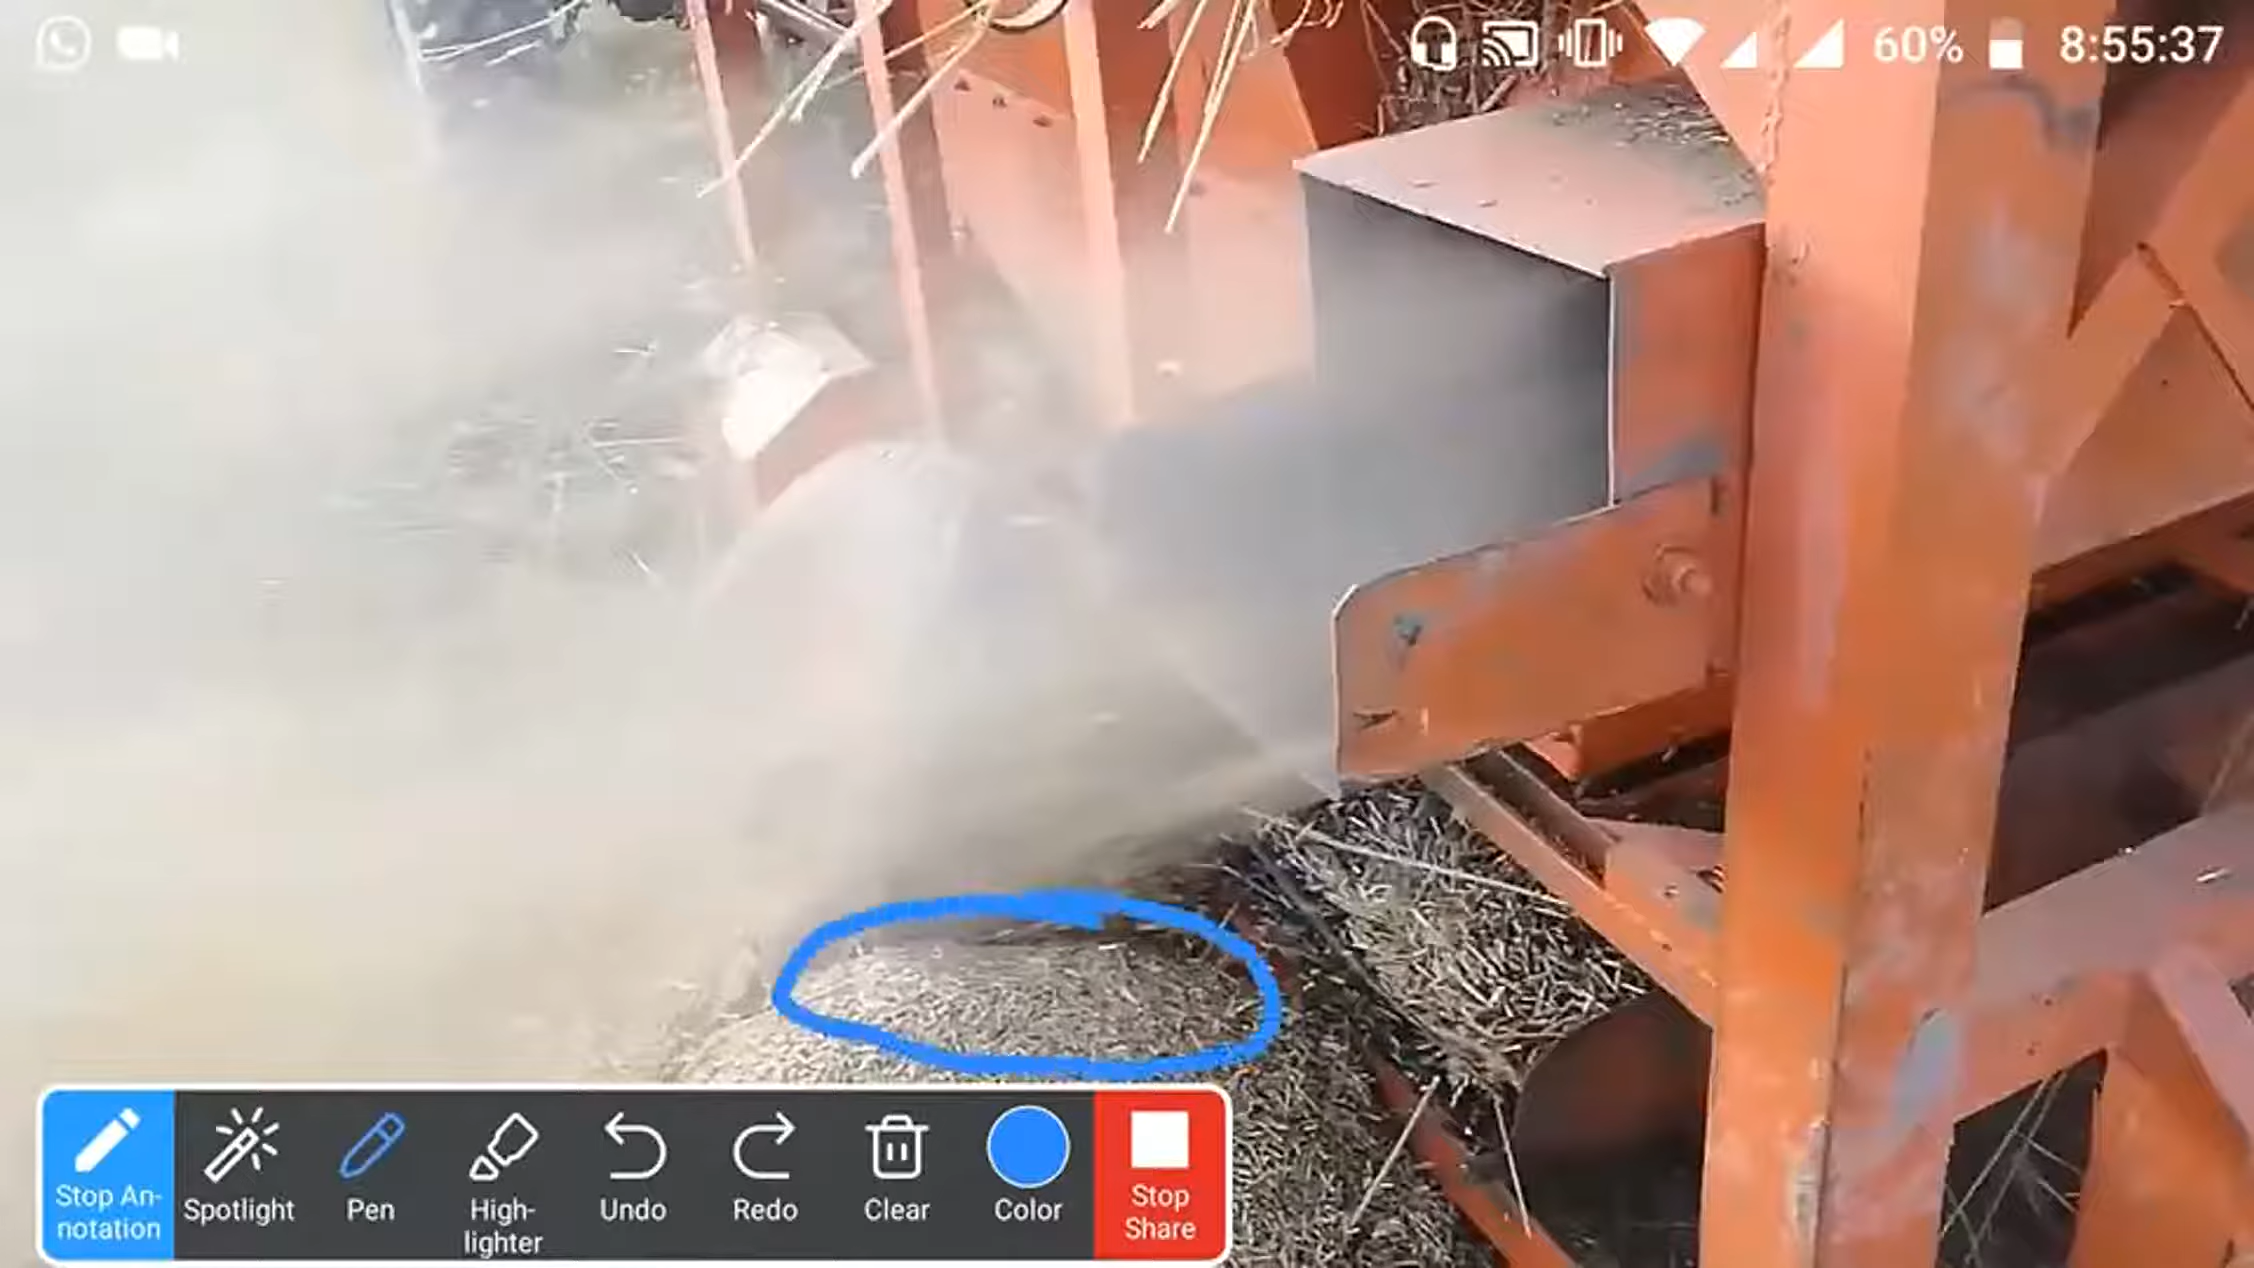 60% 8:55:37
Stop An-
notation
Spotlight
Pen
High-
lighter
Undo
Redo
Clear
Color
Stop
Share